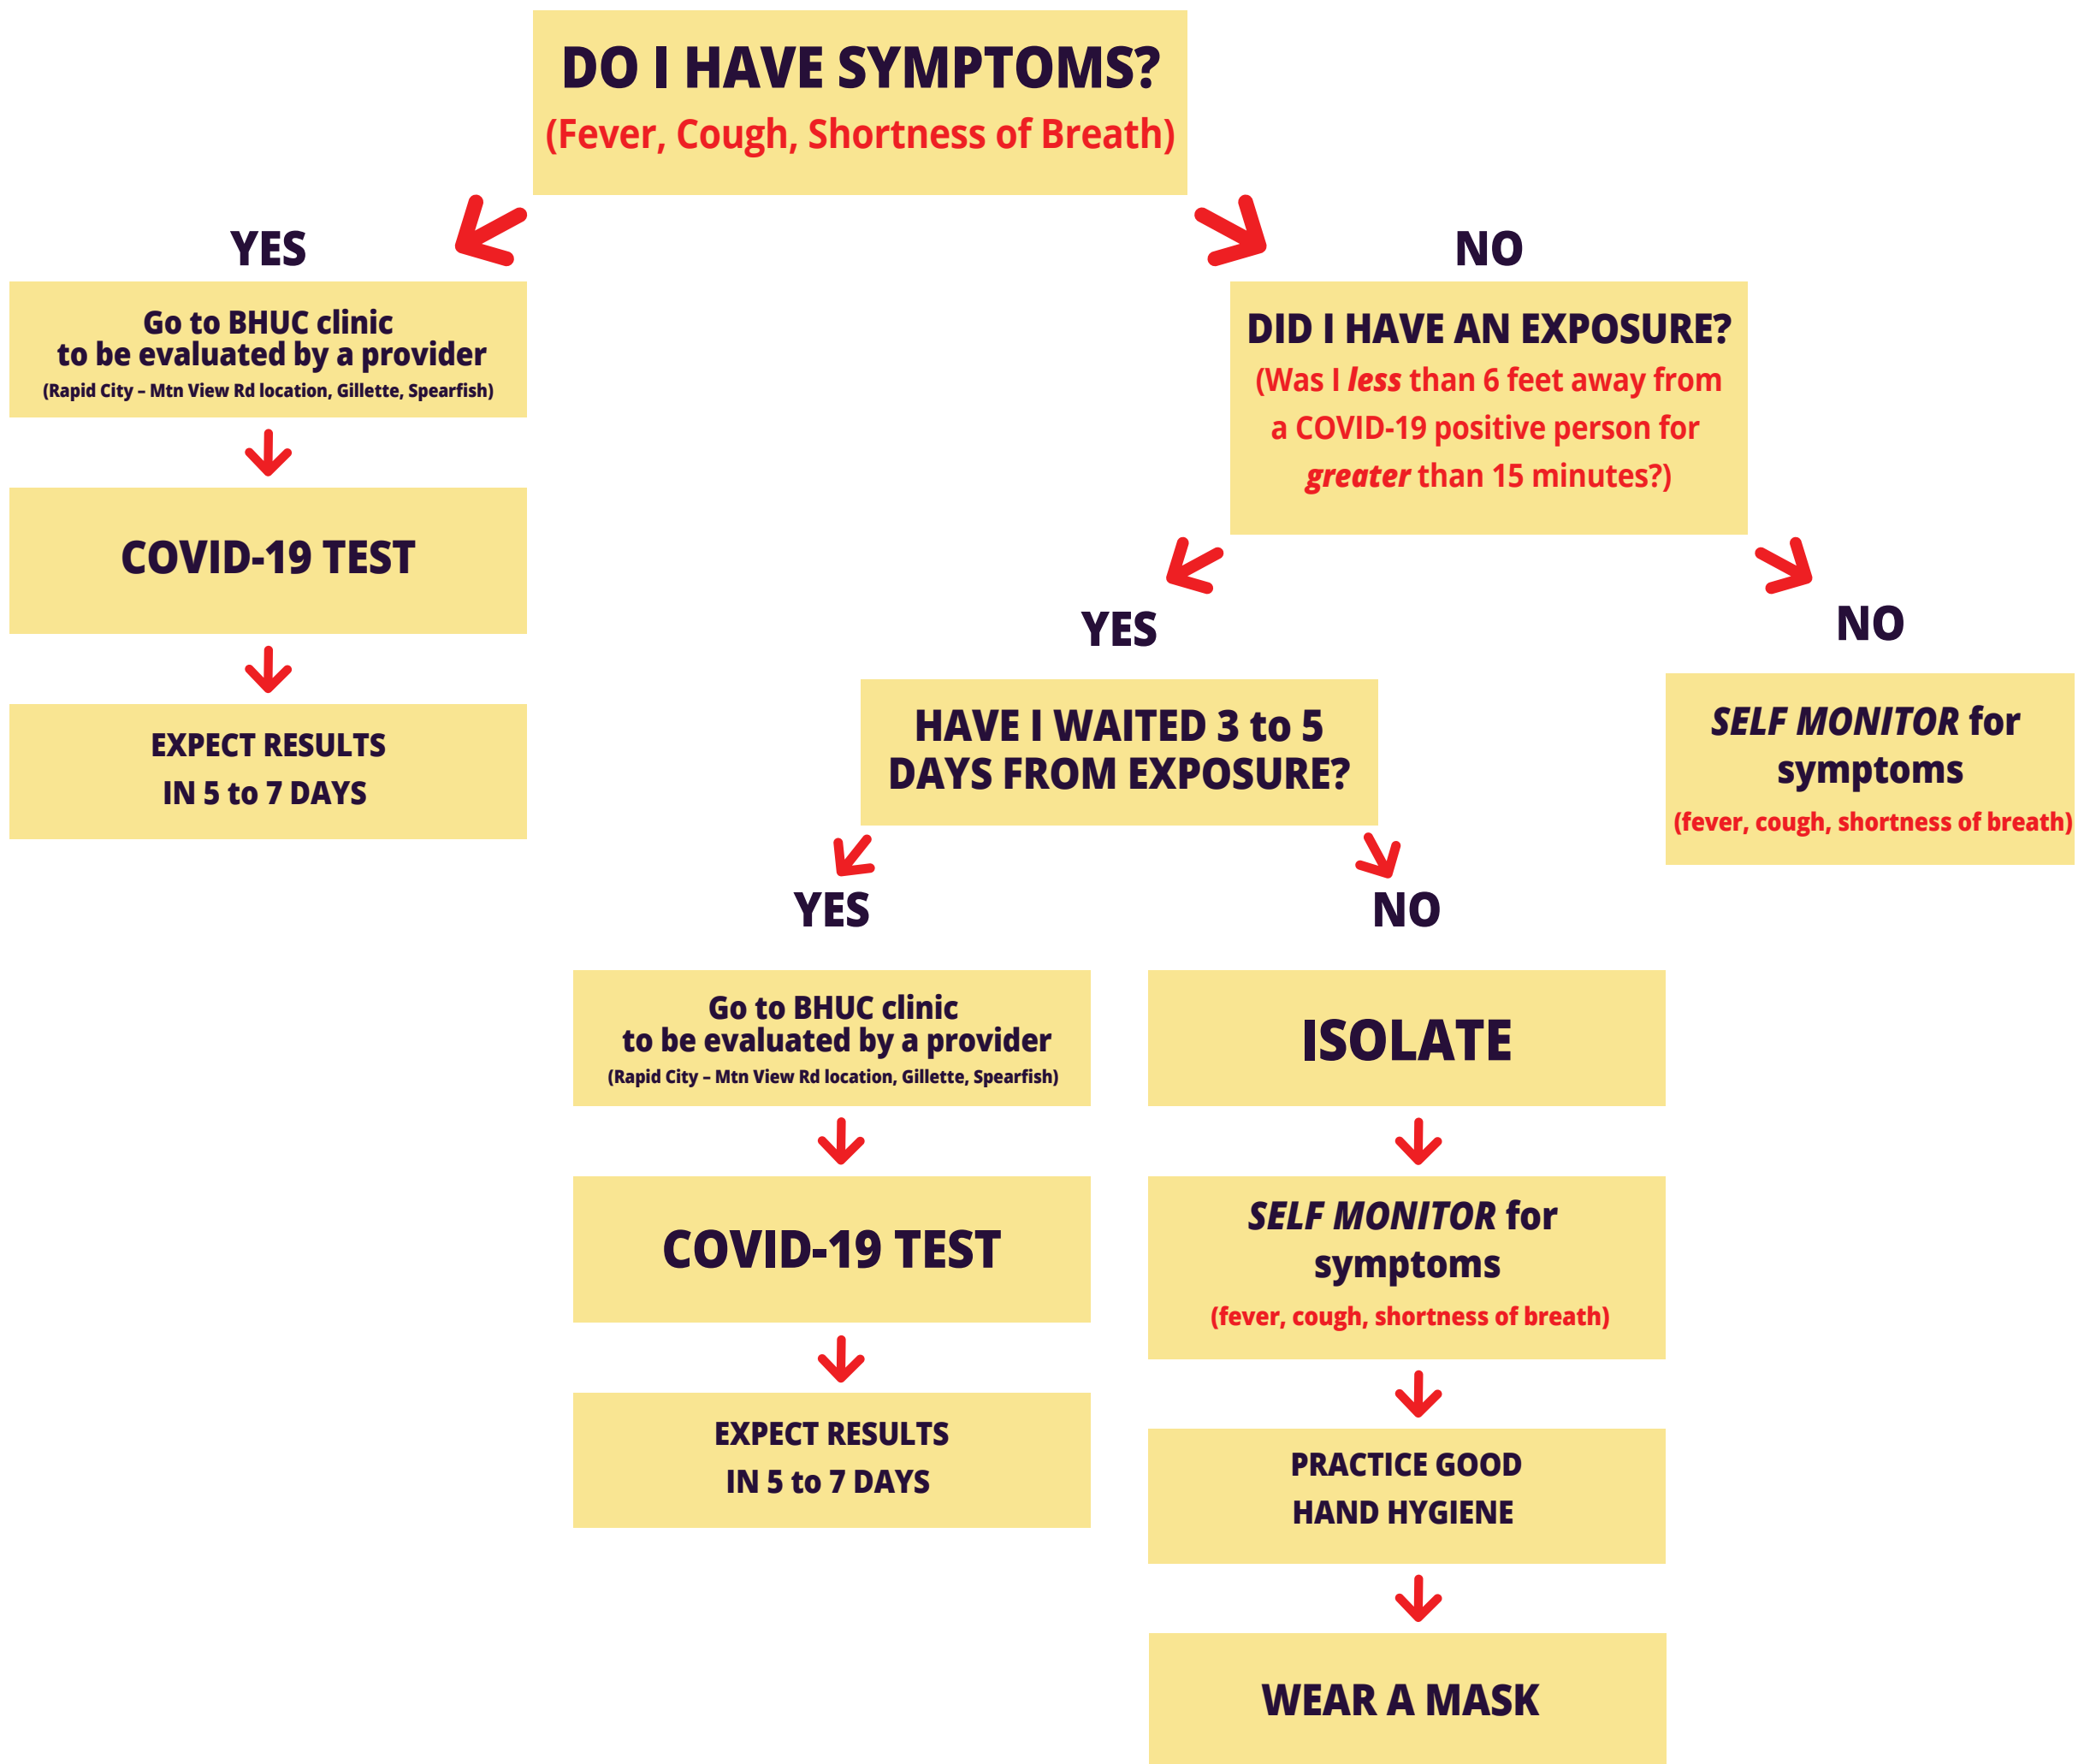 DO I HAVE SYMPTOMS?
(Fever, Cough, Shortness of Breath)
YES
Go to BHUC clinic
to be evaluated by a provider
(Rapid City – Mtn View Rd location, Gillette, Spearfish)
COVID-19 TEST
EXPECT RESULTS
IN 5 to 7 DAYS
NO
DID I HAVE AN EXPOSURE?
(Was I less than 6 feet away from
a COVID-19 positive person for
greater than 15 minutes?)
YES
HAVE I WAITED 3 to 5
DAYS FROM EXPOSURE?
YES
Go to BHUC clinic
to be evaluated by a provider
(Rapid City – Mtn View Rd location, Gillette, Spearfish)
COVID-19 TEST
EXPECT RESULTS
IN 5 to 7 DAYS
NO
ISOLATE
SELF MONITOR for
symptoms
(fever, cough, shortness of breath)
PRACTICE GOOD
HAND HYGIENE
WEAR A MASK
NO
SELF MONITOR for
symptoms
(fever, cough, shortness of breath)